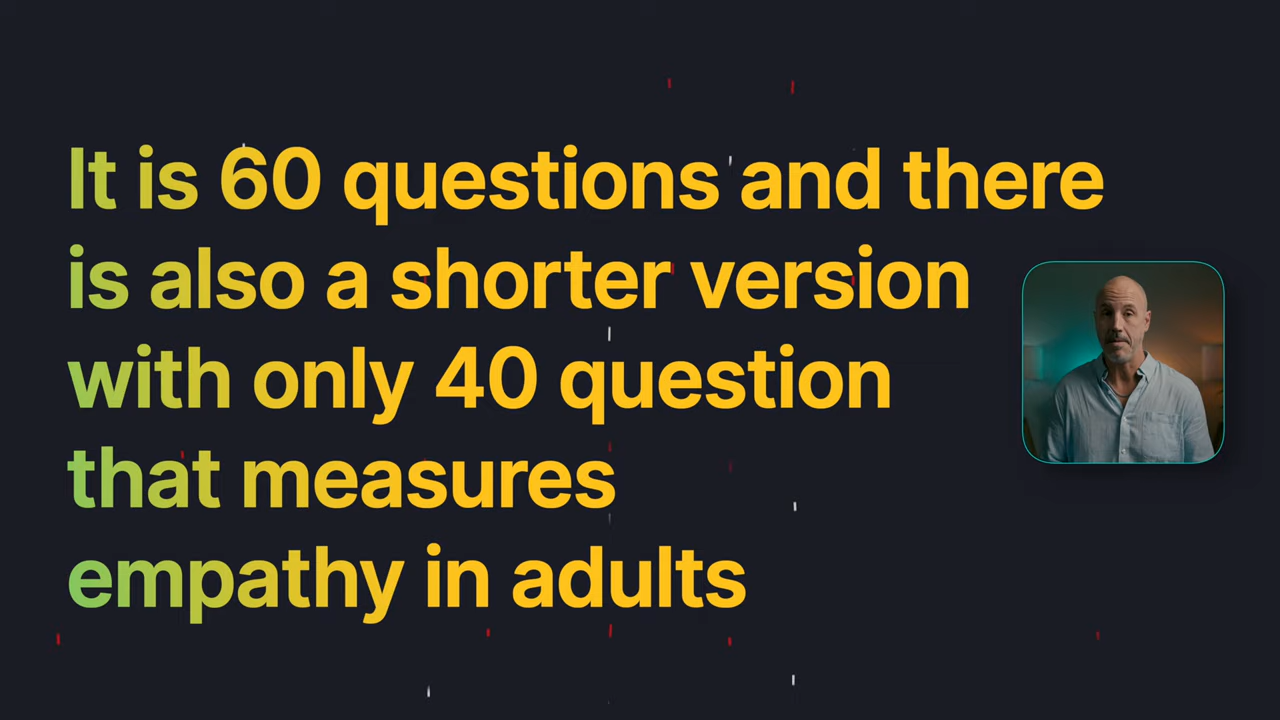 It is 60 questions and there
is also a shorter version
with only 40 question
that measures
empathy in adults